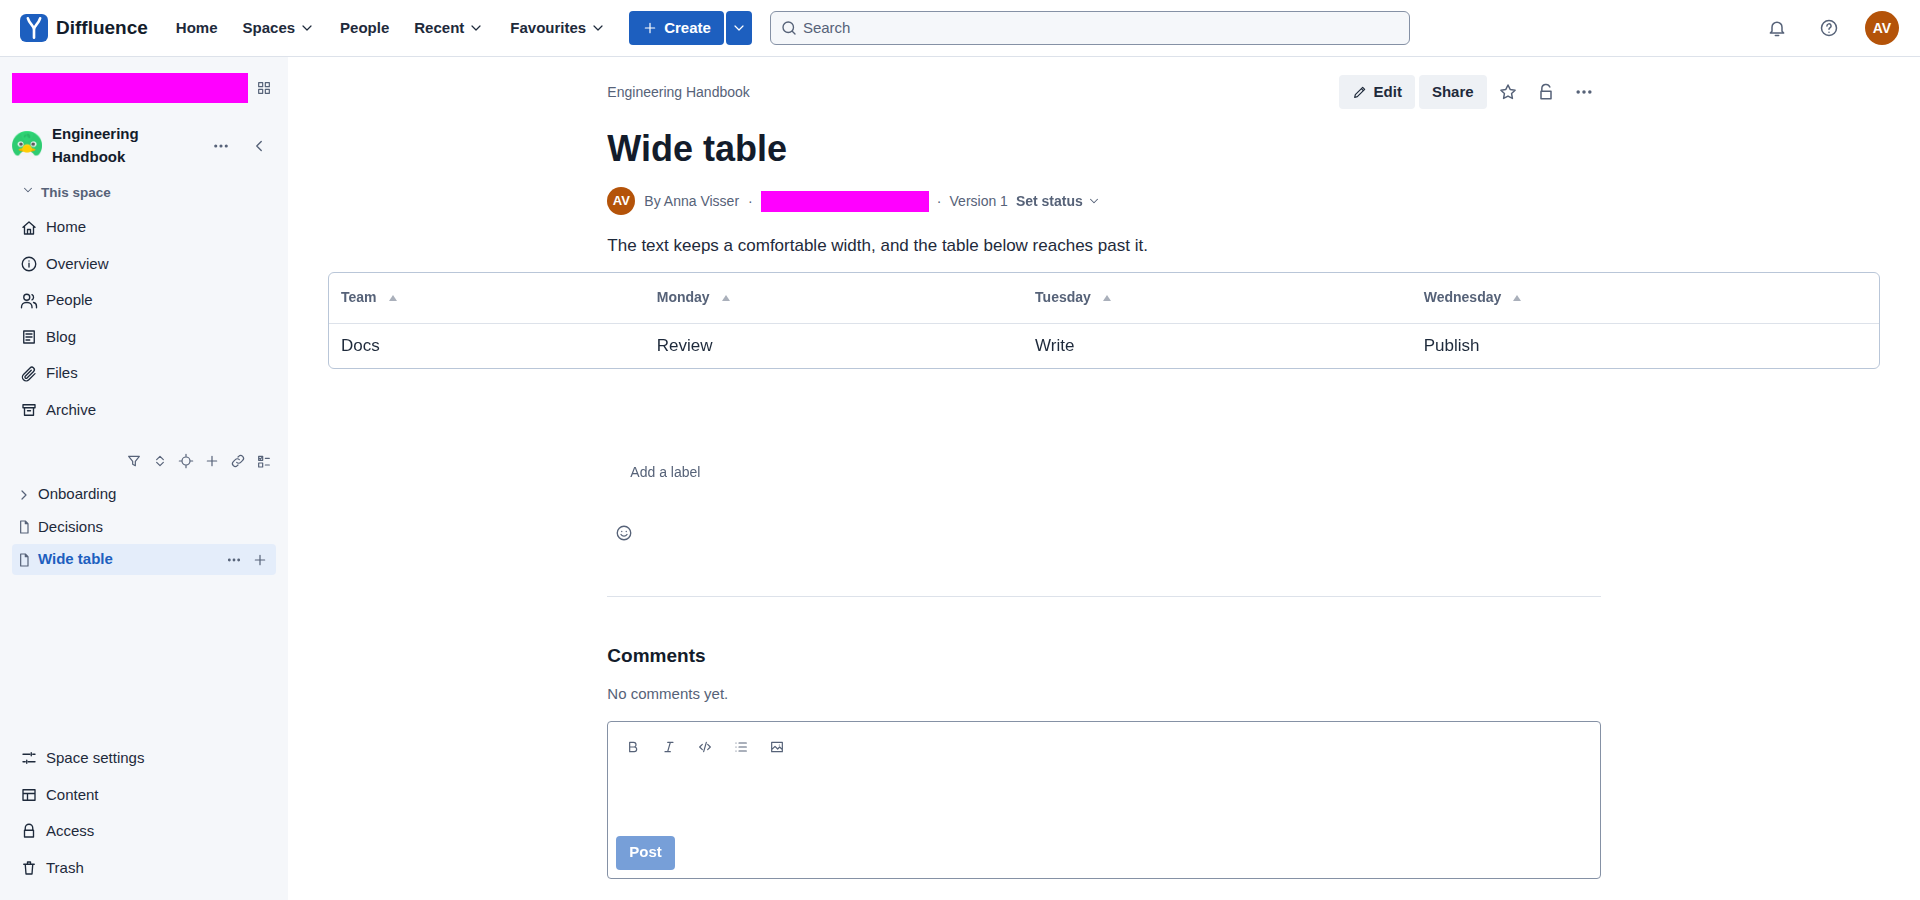 Diffluence Home Spaces People Recent Favourites Create Search AV
Engineering Handbook
This space
Home
Overview
People
Blog
Files
Archive
Onboarding
Decisions
Wide table
Space settings
Content
Access
Trash
Engineering Handbook Edit Share
Wide table
AV By Anna Visser · · Version 1 Set status
The text keeps a comfortable width, and the table below reaches past it.
Team Monday Tuesday Wednesday
Docs Review Write Publish
Add a label
Comments
No comments yet.
Post